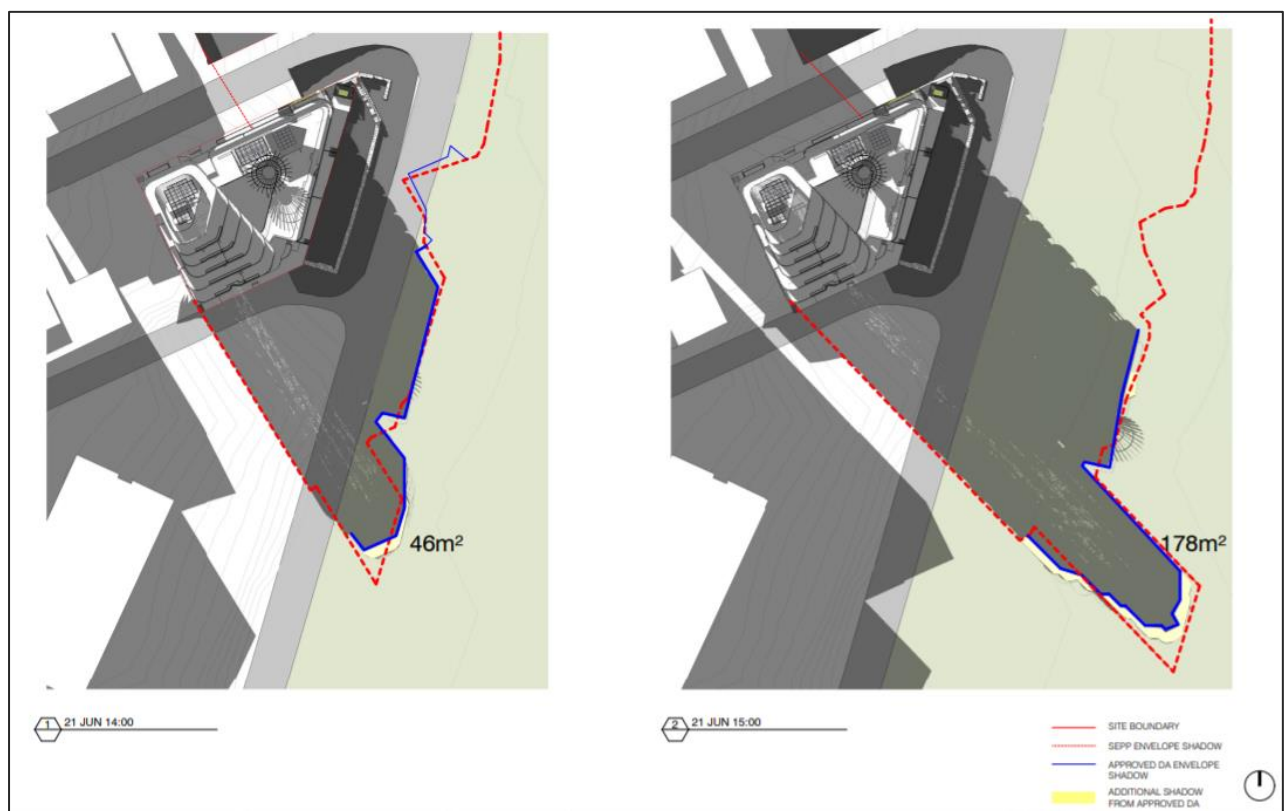 46m²
178m²
1 21 JUN 14:00
2 21 JUN 15:00
SITE BOUNDARY
SEPP ENVELOPE SHADOW
APPROVED DA ENVELOPE
SHADOW
ADDITIONAL SHADOW
FROM APPROVED DA